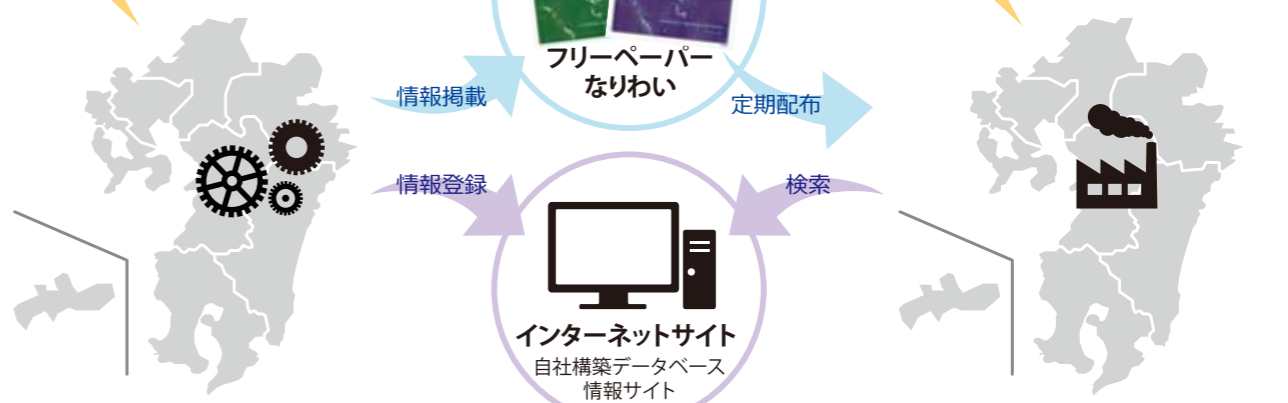 フリーペーパー
なりわい
情報掲載
定期配布
情報登録
検索
インターネットサイト
自社構築データベース
情報サイト